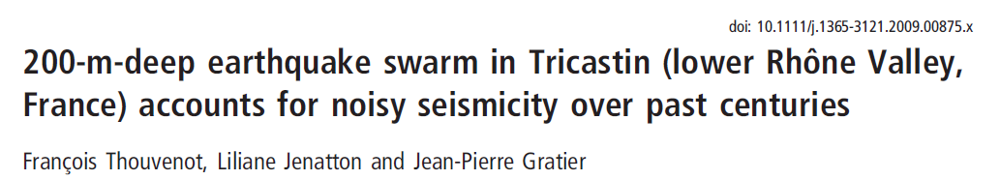 doi: 10.1111/j.1365-3121.2009.00875.x
200-m-deep earthquake swarm in Tricastin (lower Rhône Valley,
France) accounts for noisy seismicity over past centuries
François Thouvenot, Liliane Jenatton and Jean-Pierre Gratier